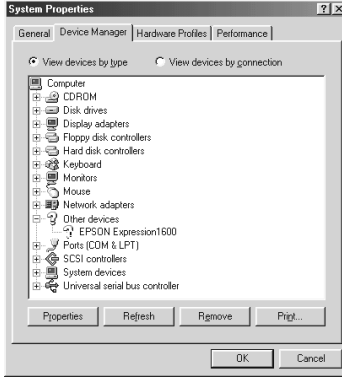 System Properties
General Device Manager Hardware Profiles Performance
View devices by type View devices by connection
Computer
CDROM
Disk drives
Display adapters
Floppy disk controllers
Hard disk controllers
Keyboard
Monitors
Mouse
Network adapters
Other devices
EPSON Expression1600
Ports (COM & LPT)
SCSI controllers
System devices
Universal serial bus controller
Properties Refresh Remove Print...
OK Cancel